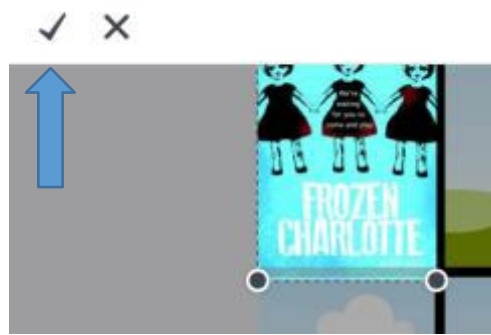 We're
waiting
for you to
come and play
FROZEN
CHARLOTTE